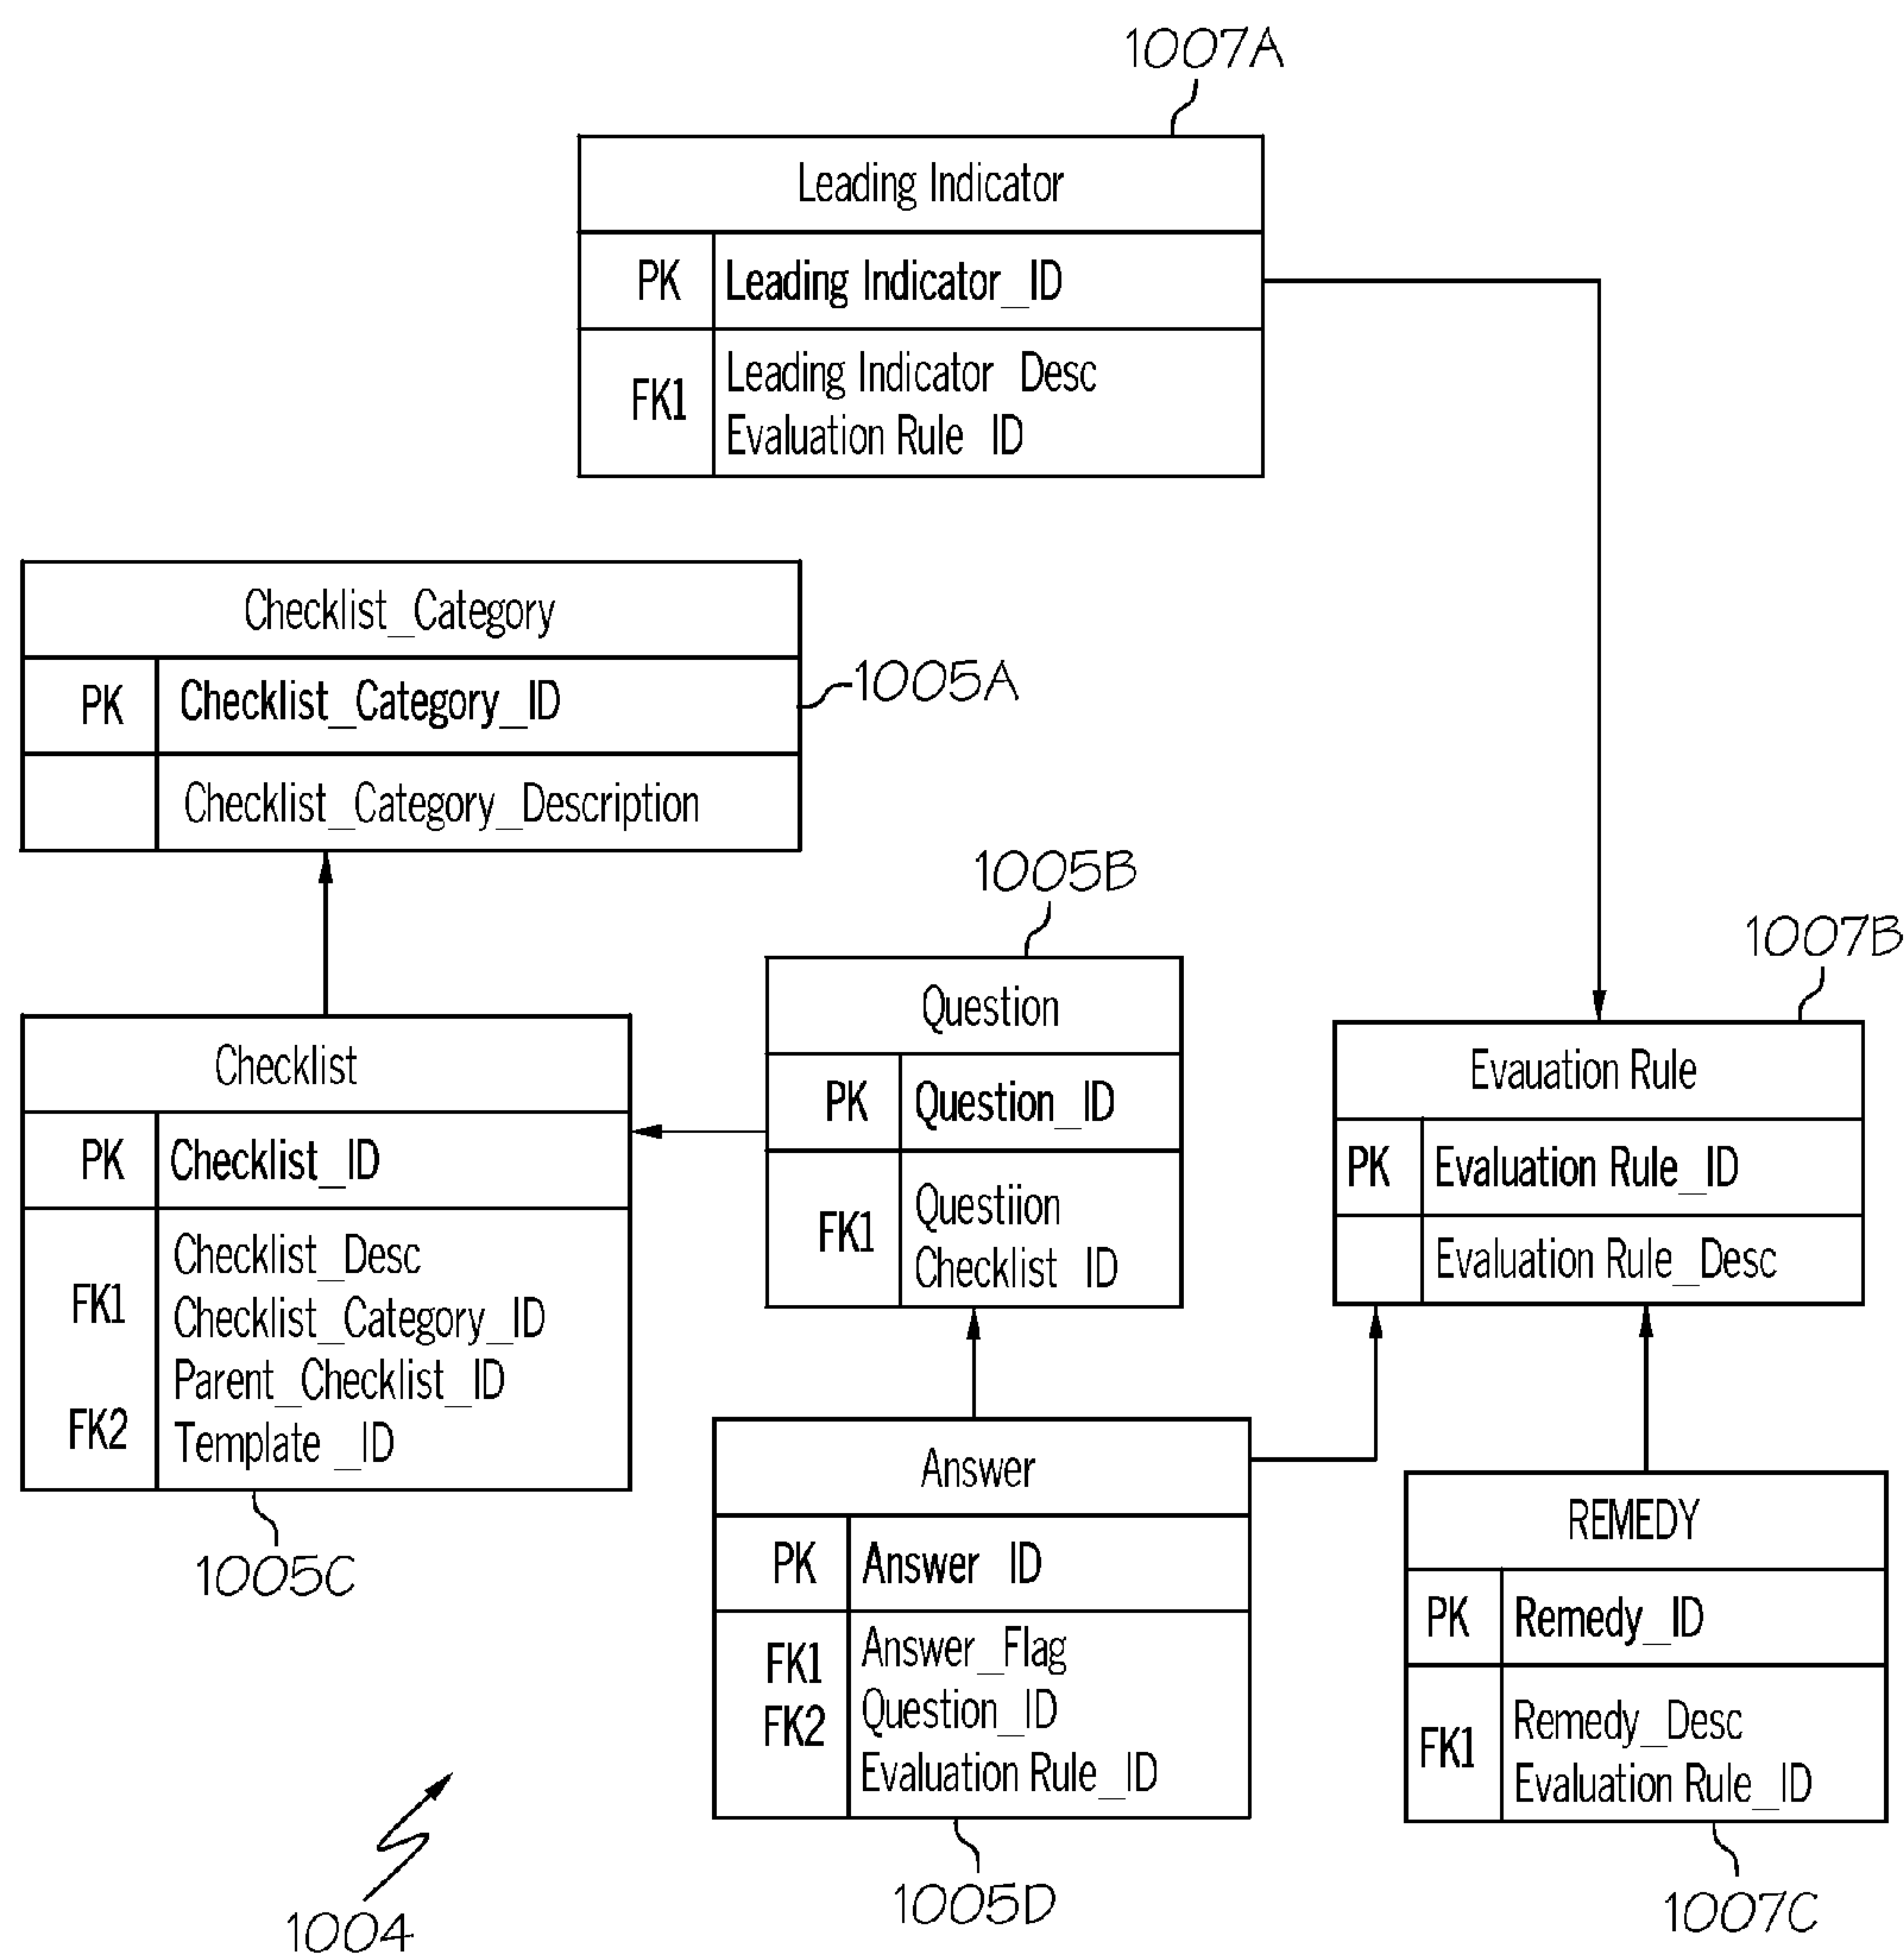 1007A
Leading Indicator
PK Leading Indicator_ID
Leading Indicator Desc
FK1
Evaluation Rule ID
Checklist_Category
PK Checklist_Category_ID
1005A
Checklist_Category_Description
1005B
1007B
Question
PK Question_ID
Questiion
FK1
Checklist ID
Checklist
PK Checklist_ID
Checklist_Desc
FK1
Checklist_Category_ID
Parent_Checklist_ID
FK2
Template _ID
1005C
Evauation Rule
PK Evaluation Rule_ID
Evaluation Rule_Desc
Answer
PK Answer ID
FK1 Answer_Flag
FK2 Question_ID
Evaluation Rule_ID
1005D
REMEDY
PK Remedy_ID
Remedy_Desc
FK1
Evaluation Rule_ID
1007C
1004